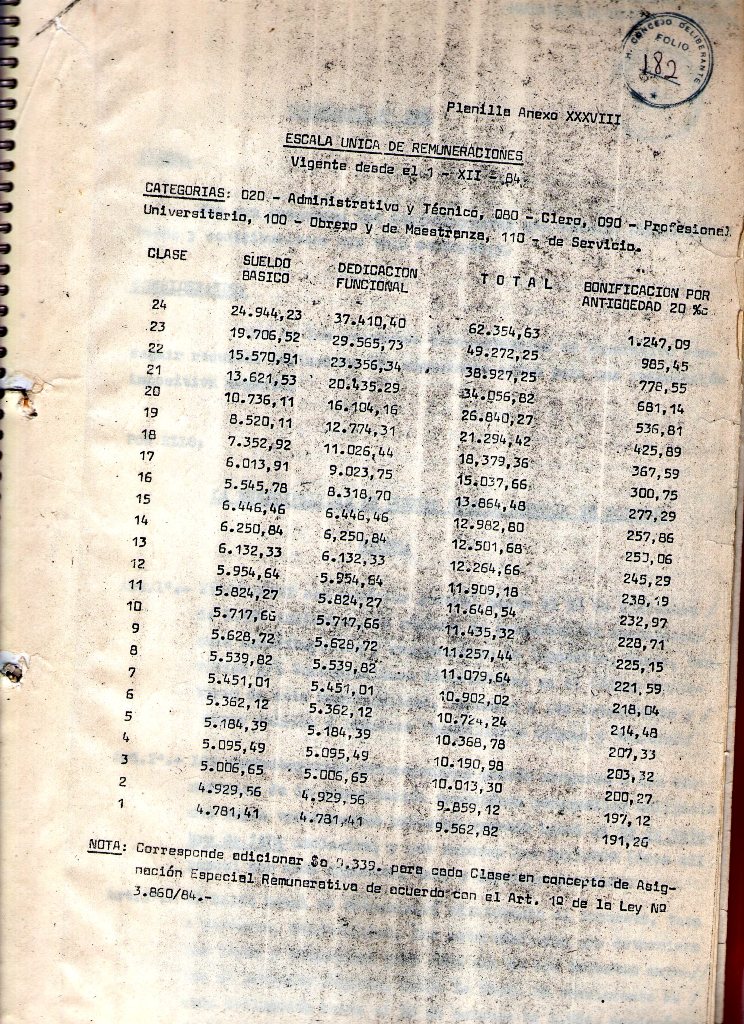 H. CONCEJO DELIBERANTE
FOLIO
182
Planilla Anexo XXXVIII
ESCALA UNICA DE REMUNERACIONES
Vigente desde el 1 - XII - 84
CATEGORIAS: 020 - Administrativo y Técnico, 080 - Clero, 090 - Profesional
Universitario, 100 - Obrero y de Maestranza, 110 - de Servicio.
CLASE SUELDO BASICO DEDICACION FUNCIONAL T O T A L BONIFICACION POR ANTIGUEDAD 20 %o
24 24.944,23 37.410,40 62.354,63 1.247,09
23 19.706,52 29.565,73 49.272,25 985,45
22 15.570,91 23.356,34 38.927,25 778,55
21 13.621,53 20.435.29 34.056,82 681,14
20 10.736,11 16.104,16 26.840,27 536,81
19 8.520,11 12.774,31 21.294,42 425,89
18 7.352,92 11.026,44 18,379,36 367,59
17 6.013,91 9.023,75 15.037,66 300,75
16 5.545,78 8.318,70 13.864,48 277,29
15 6.446,46 6.446,46 12.982,80 257,86
14 6.250,84 6,250,84 12.501,68 250,06
13 6.132,33 6.132,33 12.264,66 245,29
12 5.954,64 5.954,64 11.909,18 238,19
11 5.824,27 5.824,27 11.648,54 232,97
10 5.717,66 5.717,66 11.435,32 228,71
9 5.628,72 5.628,72 11.257,44 225,15
8 5.539,82 5.539,82 11.079,64 221,59
7 5.451,01 5.451,01 10.902,02 218,04
6 5.362,12 5.362,12 10.724,24 214,48
5 5.184,39 5.184,39 10.368,78 207,33
4 5.095,49 5.095,49 10.190,98 203,32
3 5.006,65 5.006,65 10.013,30 200,27
2 4.929,56 4.929,56 9.859,12 197,12
1 4.781,41 4.781,41 9.562,82 191,26
NOTA: Corresponde adicionar $a para cada Clase en concepto de Asig-
nación Especial Remunerativa de acuerdo con el Art. 1º de la Ley Nº
3.860/84.-